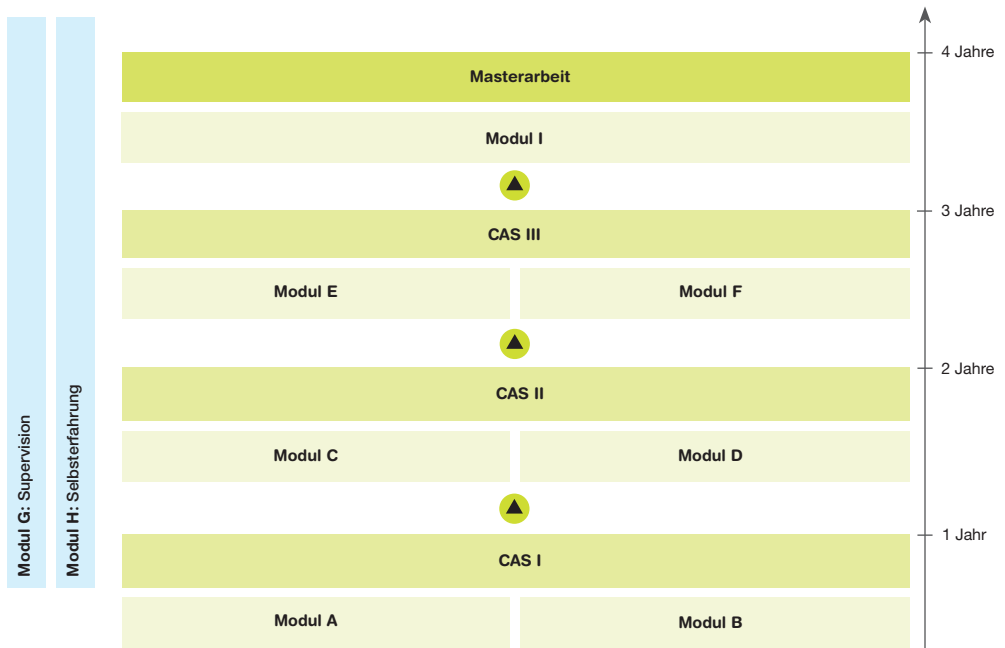 4 Jahre
Masterarbeit
Modul I
3 Jahre
CAS III
Modul E
Modul F
2 Jahre
CAS II
Modul C
Modul D
1 Jahr
CAS I
Modul A
Modul B
Modul G: Supervision
Modul H: Selbsterfahrung